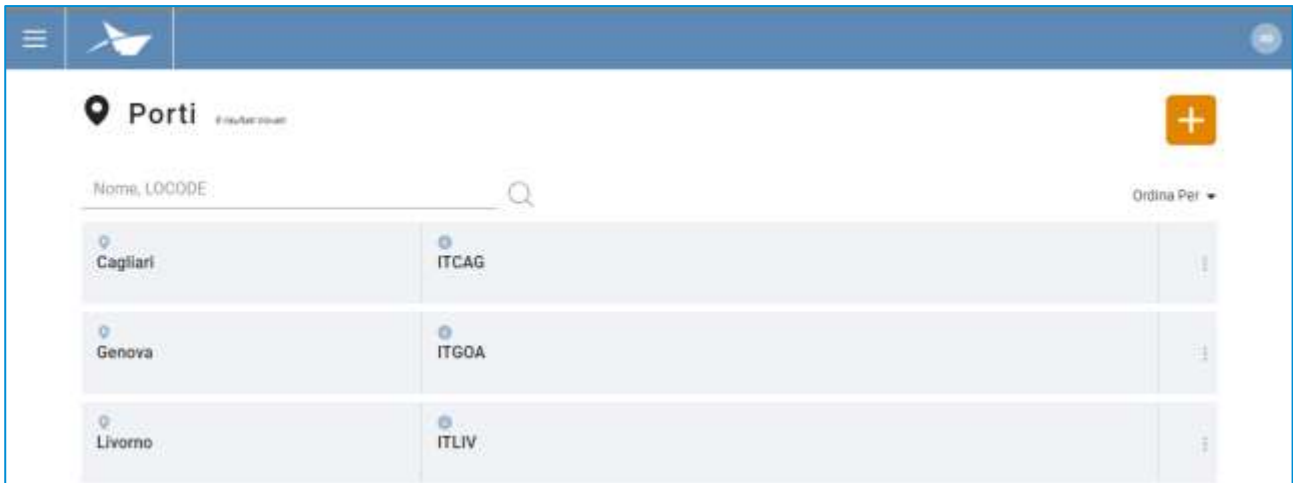 Porti
Nome, LOCODE
Ordina Per
Cagliari
ITCAG
Genova
ITGOA
Livorno
ITLIV